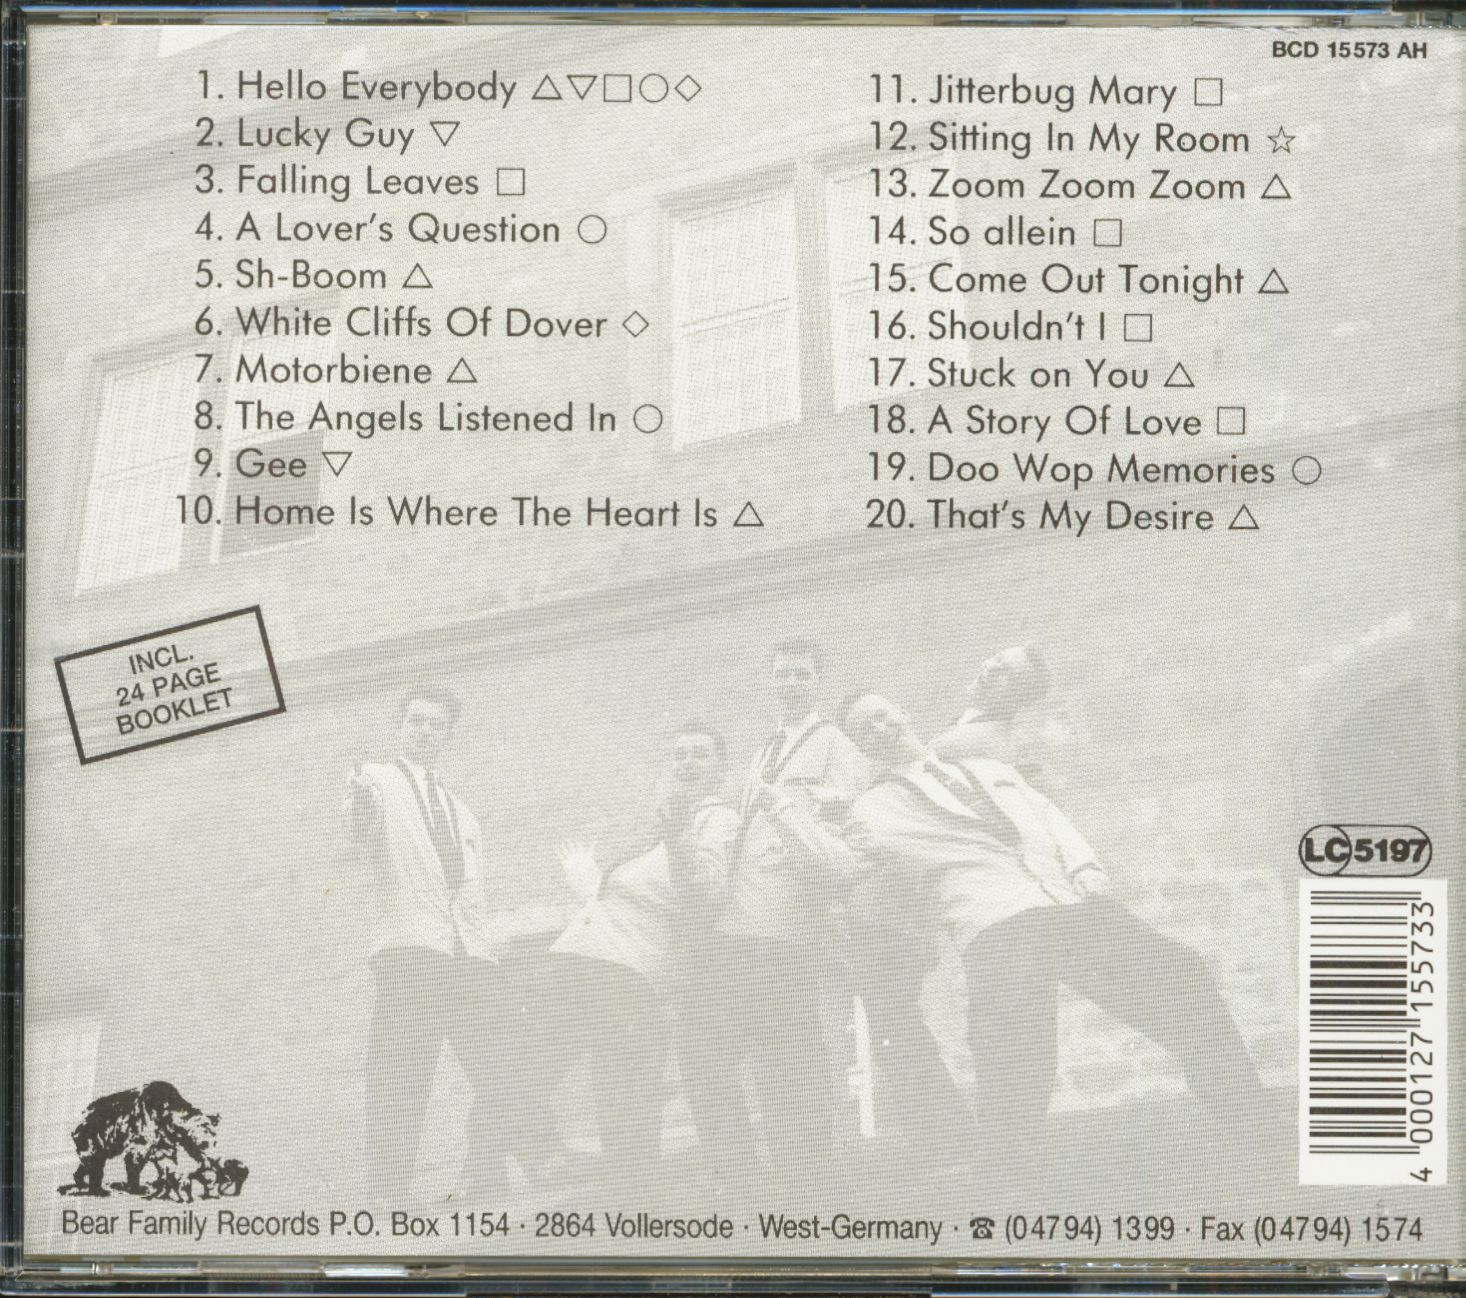 BCD 15573 AH
1. Hello Everybody △▽□○◇
2. Lucky Guy ▽
3. Falling Leaves □
4. A Lover's Question ○
5. Sh-Boom △
6. White Cliffs Of Dover ◇
7. Motorbiene △
8. The Angels Listened In ○
9. Gee ▽
10. Home Is Where The Heart Is △
11. Jitterbug Mary □
12. Sitting In My Room ☆
13. Zoom Zoom Zoom △
14. So allein □
15. Come Out Tonight △
16. Shouldn't I □
17. Stuck on You △
18. A Story Of Love □
19. Doo Wop Memories ○
20. That's My Desire △
INCL.
24 PAGE
BOOKLET
LC 5197
4 000127 155733
Bear Family Records P.O. Box 1154 · 2864 Vollersode · West-Germany · ☎ (04794) 1399 · Fax (04794) 1574